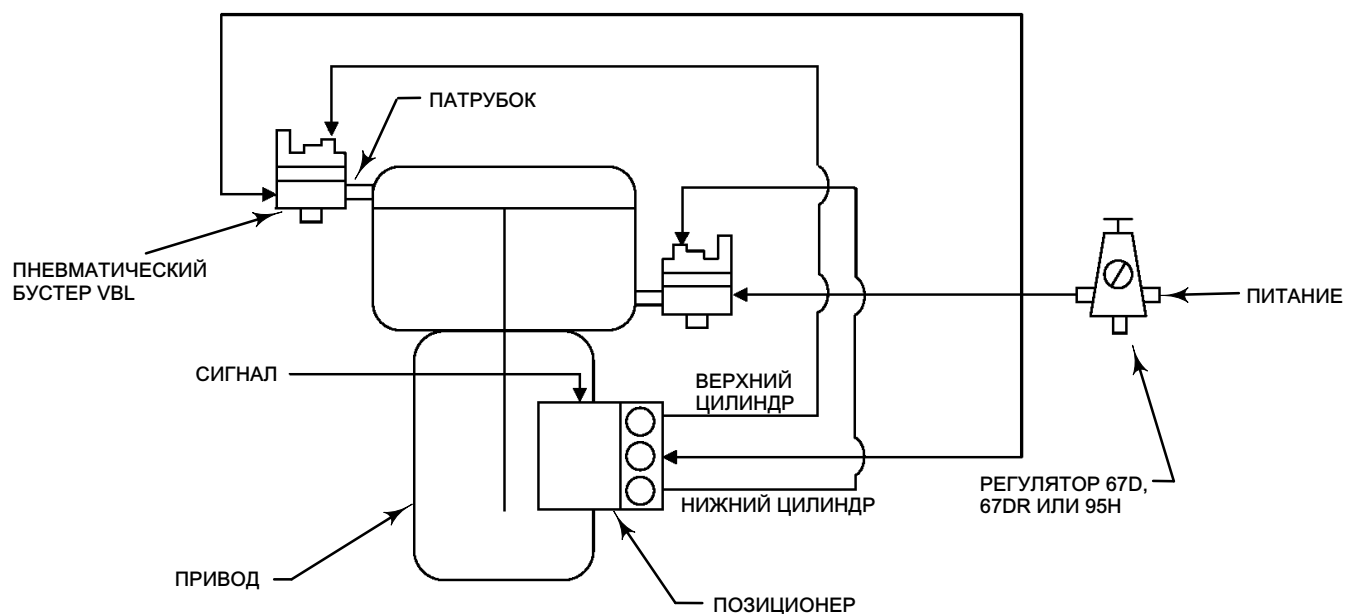 ПАТРУБОК
ПНЕВМАТИЧЕСКИЙ
БУСТЕР VBL
ПИТАНИЕ
СИГНАЛ
ВЕРХНИЙ
ЦИЛИНДР
РЕГУЛЯТОР 67D,
67DR ИЛИ 95H
НИЖНИЙ ЦИЛИНДР
ПРИВОД
ПОЗИЦИОНЕР